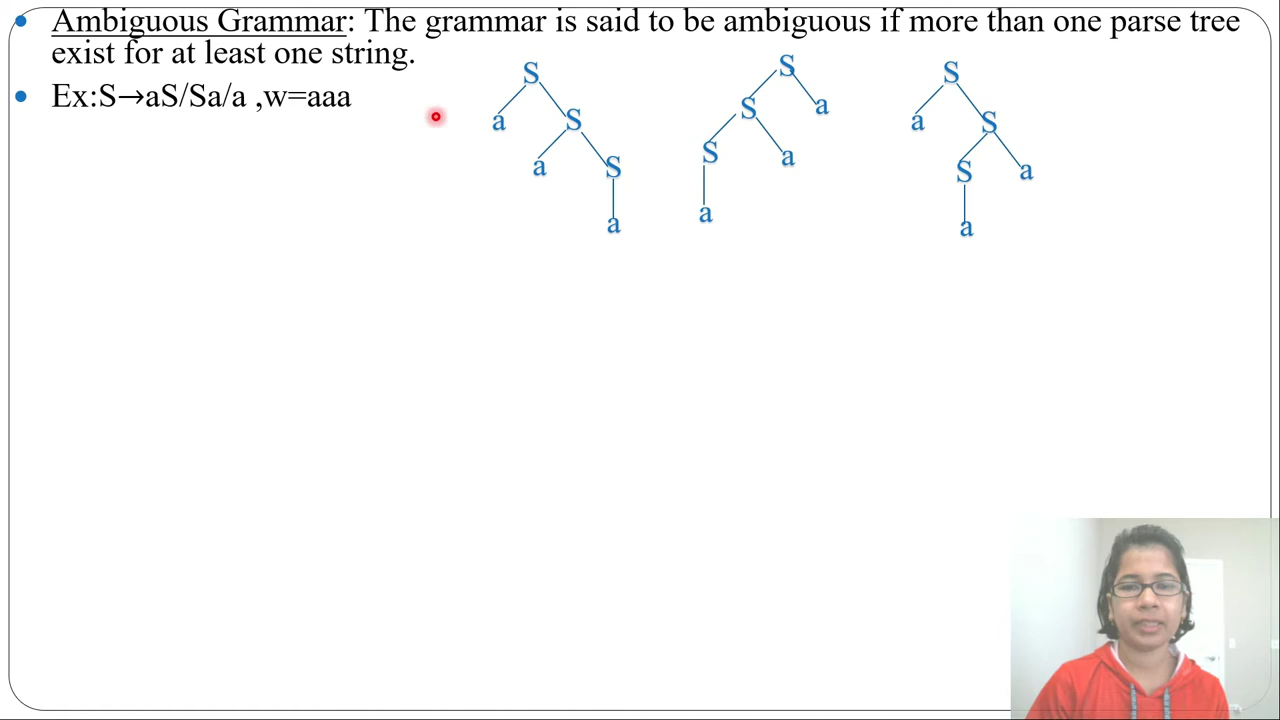 Ambiguous Grammar: The grammar is said to be ambiguous if more than one parse tree
exist for at least one string.
Ex:S→aS/Sa/a ,w=aaa
S
a S
a S
a
S
S a
S a
a
S
a S
S a
a